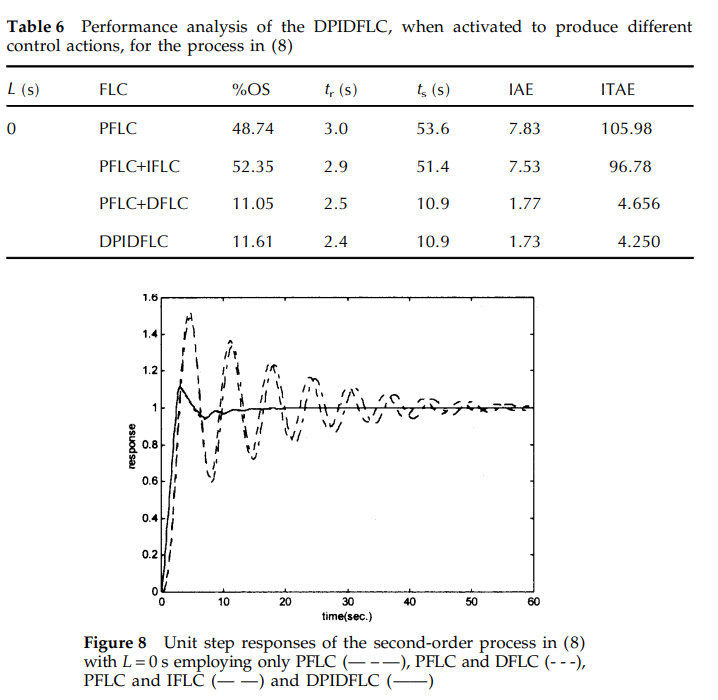 Table 6 Performance analysis of the DPIDFLC, when activated to produce different
control actions, for the process in (8)
L (s) FLC %OS tr (s) ts (s) IAE ITAE
0 PFLC 48.74 3.0 53.6 7.83 105.98
PFLC+IFLC 52.35 2.9 51.4 7.53 96.78
PFLC+DFLC 11.05 2.5 10.9 1.77 4.656
DPIDFLC 11.61 2.4 10.9 1.73 4.250
1.6
1.4
1.2
1
0.8
0.6
0.4
0.2
0
response
0 10 20 30 40 50 60
time(sec.)
Figure 8 Unit step responses of the second-order process in (8)
with L = 0 s employing only PFLC (— – —), PFLC and DFLC (- - -),
PFLC and IFLC (— —) and DPIDFLC (——)